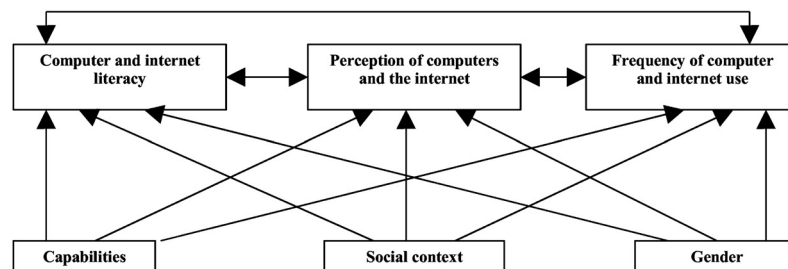 Computer and internet
literacy
Perception of computers
and the internet
Frequency of computer
and internet use
Capabilities
Social context
Gender